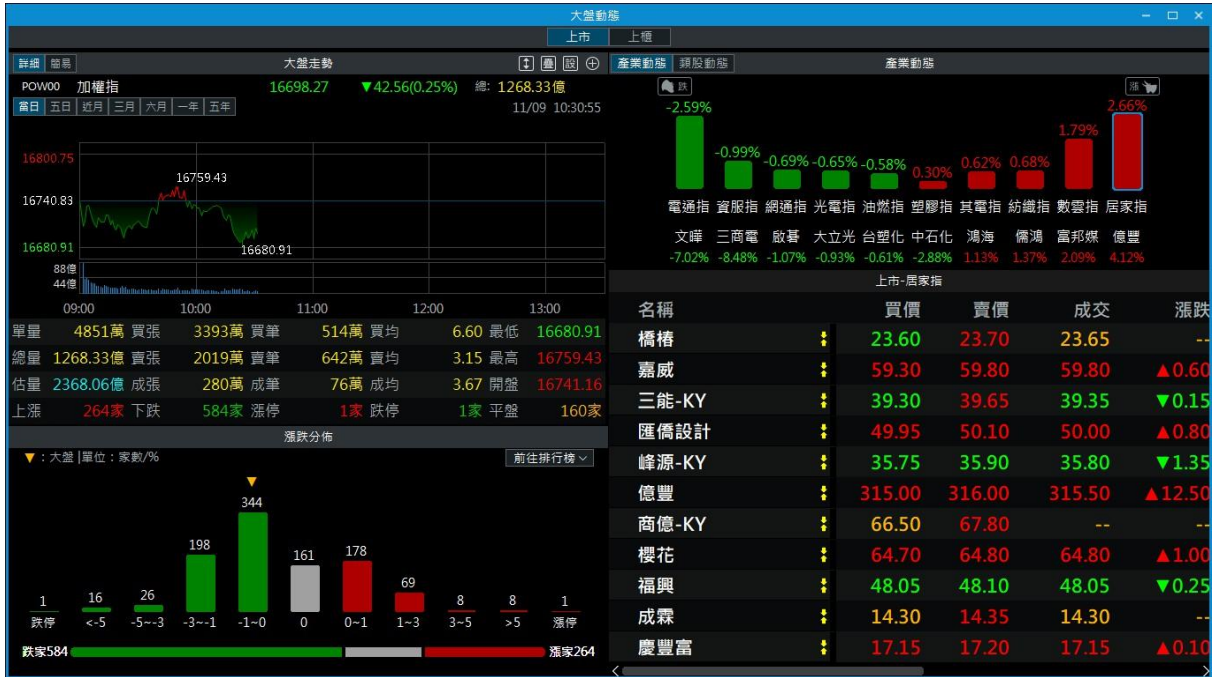 大盤動態
上市 上櫃
詳細 簡易 大盤走勢 疊 設
POW00 加權指 16698.27 ▼42.56(0.25%) 總: 1268.33億
當日 五日 近月 三月 六月 一年 五年 11/09 10:30:55
16800.75
16759.43
16740.83
16680.91 16680.91
88億
44億
09:00 10:00 11:00 12:00 13:00
單量 4851萬 買張 3393萬 買筆 514萬 買均 6.60 最低 16680.91
總量 1268.33億 賣張 2019萬 賣筆 642萬 賣均 3.15 最高 16759.43
估量 2368.06億 成張 280萬 成筆 76萬 成均 3.67 開盤 16741.16
上漲 264家 下跌 584家 漲停 1家 跌停 1家 平盤 160家
漲跌分佈
▼:大盤 |單位:家數/% 前往排行榜
1 16 26 198 344 161 178 69 8 8 1
跌停 <-5 -5~-3 -3~-1 -1~0 0 0~1 1~3 3~5 >5 漲停
跌家584 漲家264
產業動態 類股動態 產業動態
跌 漲
-2.59% -0.99% -0.69% -0.65% -0.58% 0.30% 0.62% 0.68% 1.79% 2.66%
電通指 資服指 網通指 光電指 油燃指 塑膠指 其電指 紡織指 數雲指 居家指
文曄 三商電 啟碁 大立光 台塑化 中石化 鴻海 儒鴻 富邦媒 億豐
-7.02% -8.48% -1.07% -0.93% -0.61% -2.88% 1.13% 1.37% 2.09% 4.12%
上市-居家指
名稱 買價 賣價 成交 漲跌
橋椿 23.60 23.70 23.65 --
嘉威 59.30 59.80 59.80 ▲0.60
三能-KY 39.30 39.65 39.35 ▼0.15
匯僑設計 49.95 50.10 50.00 ▲0.80
峰源-KY 35.75 35.90 35.80 ▼1.35
億豐 315.00 316.00 315.50 ▲12.50
商億-KY 66.50 67.80 -- --
櫻花 64.70 64.80 64.80 ▲1.00
福興 48.05 48.10 48.05 ▼0.25
成霖 14.30 14.35 14.30 --
慶豐富 17.15 17.20 17.15 ▲0.10